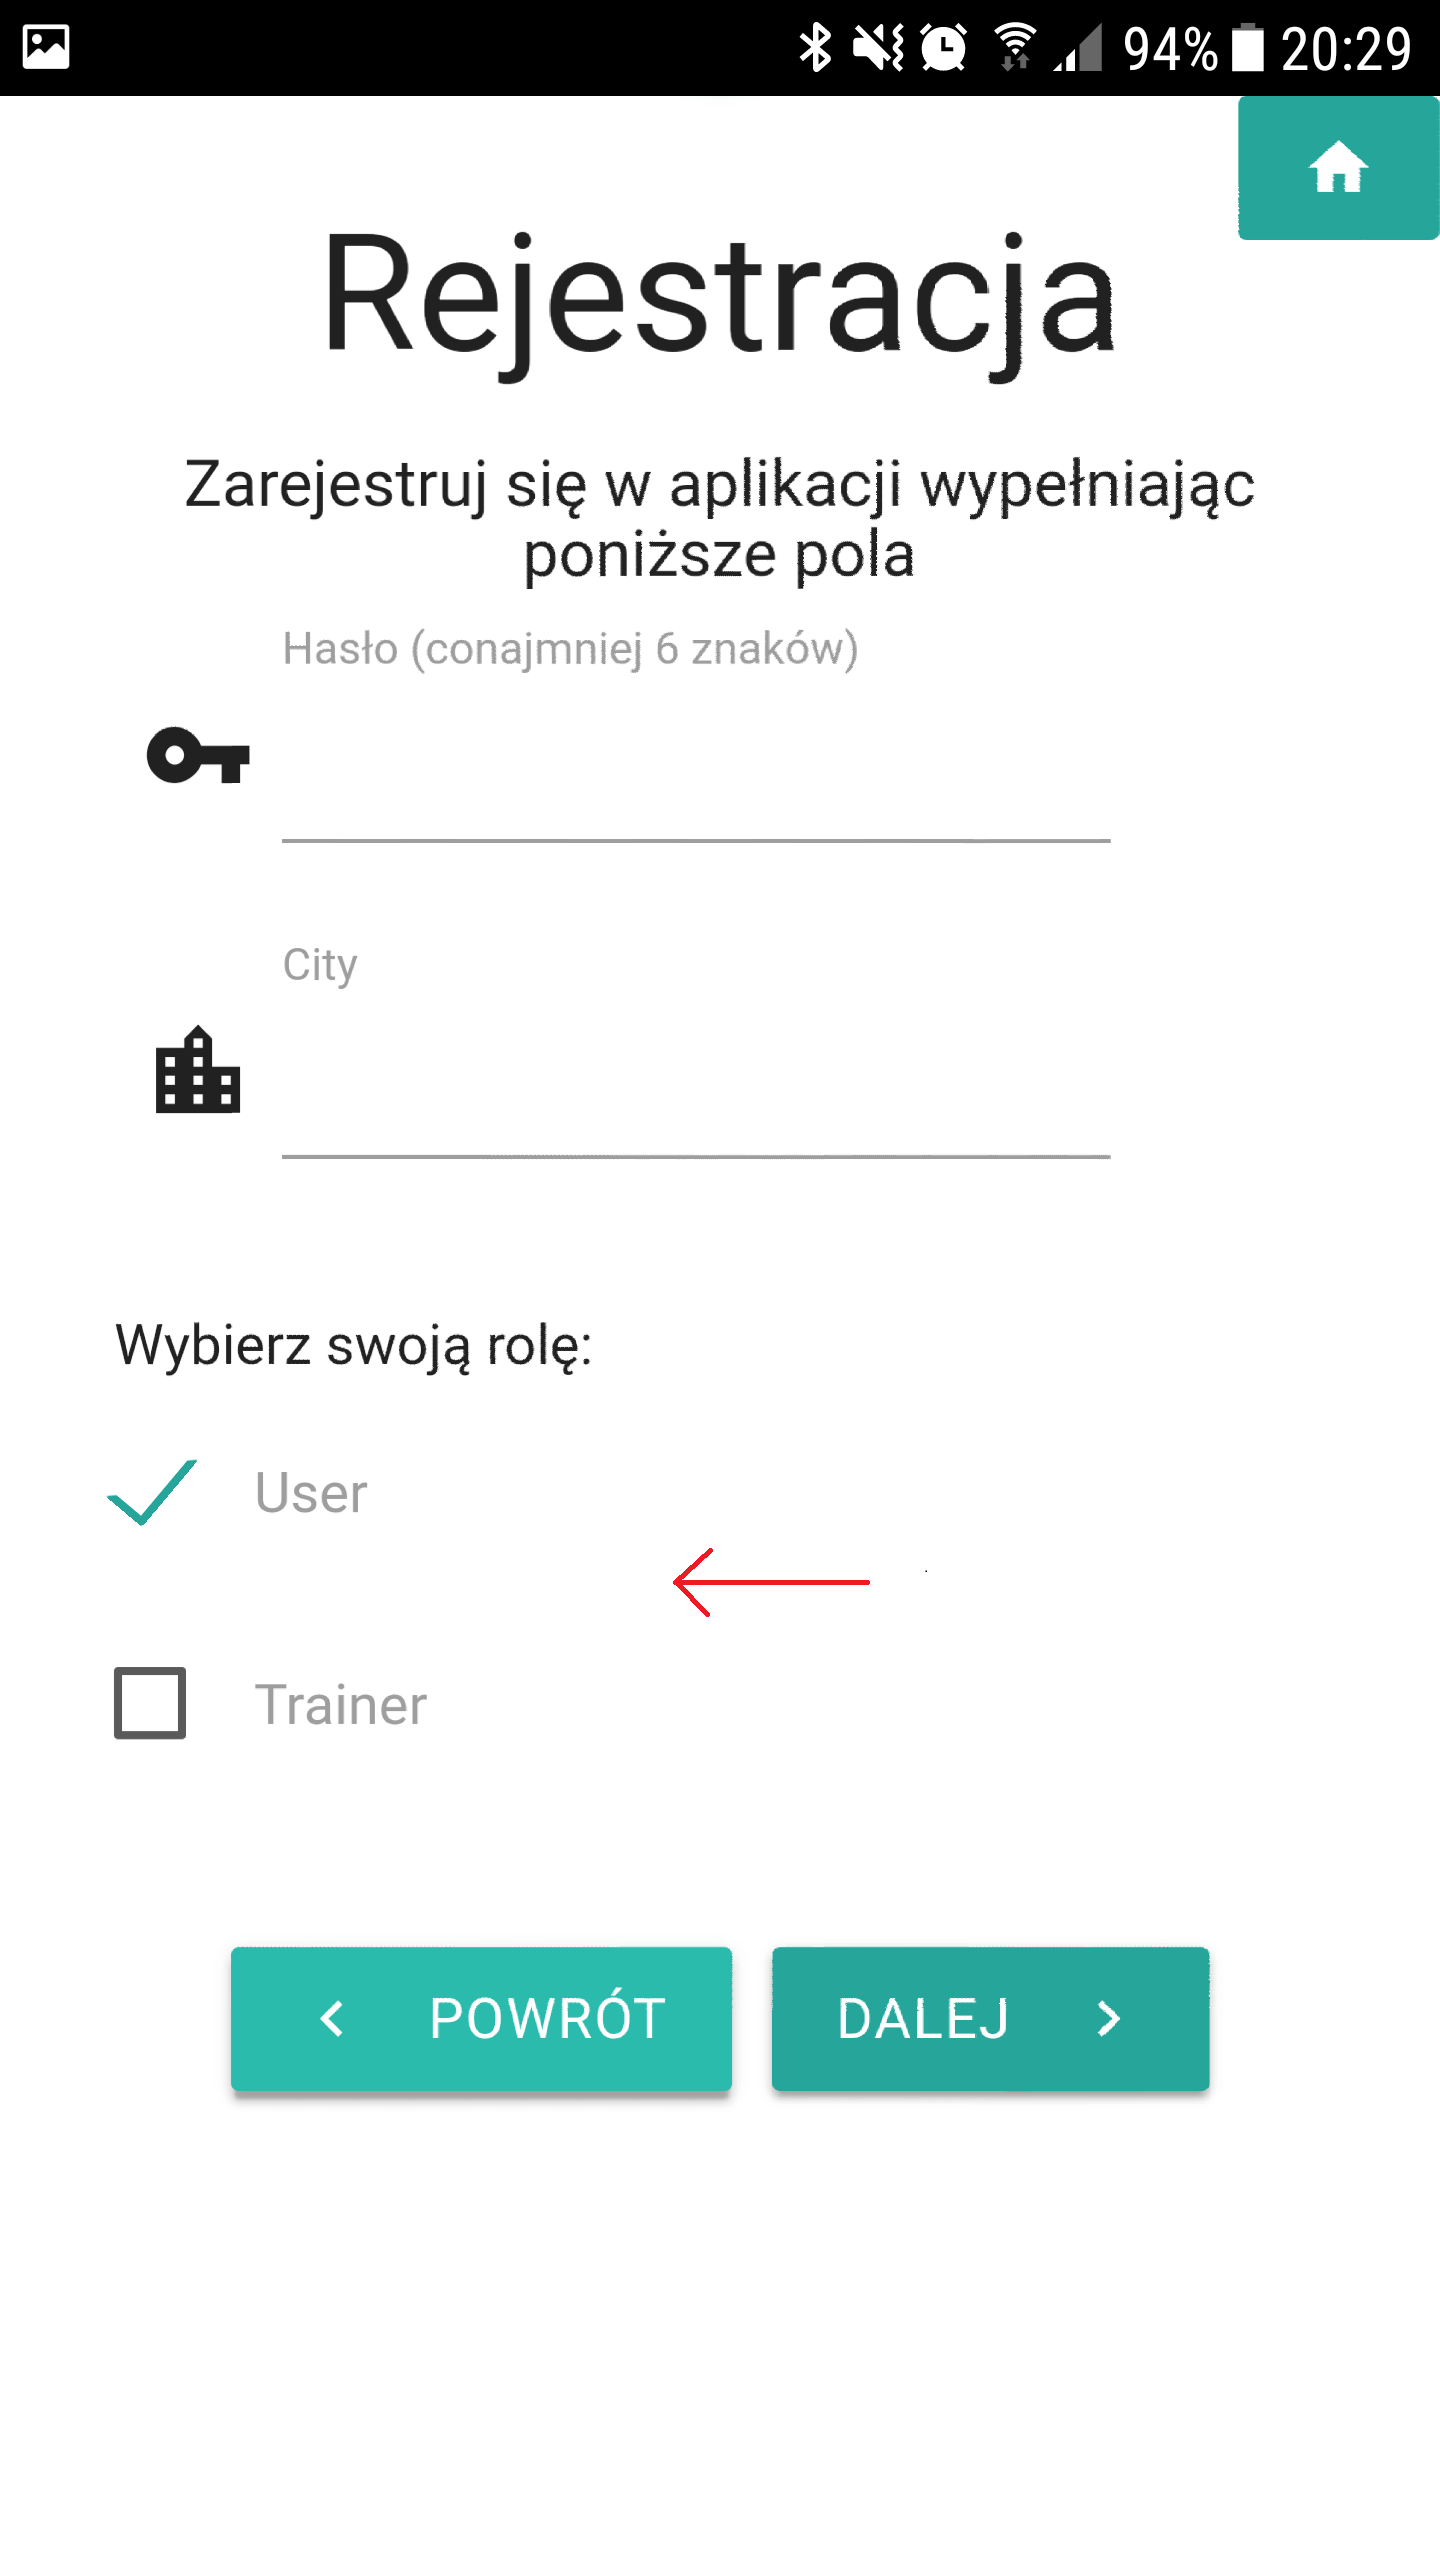 94% 20:29
Rejestracja
Zarejestruj się w aplikacji wypełniając
poniższe pola
Hasło (conajmniej 6 znaków)
City
Wybierz swoją rolę:
User
Trainer
POWRÓT
DALEJ